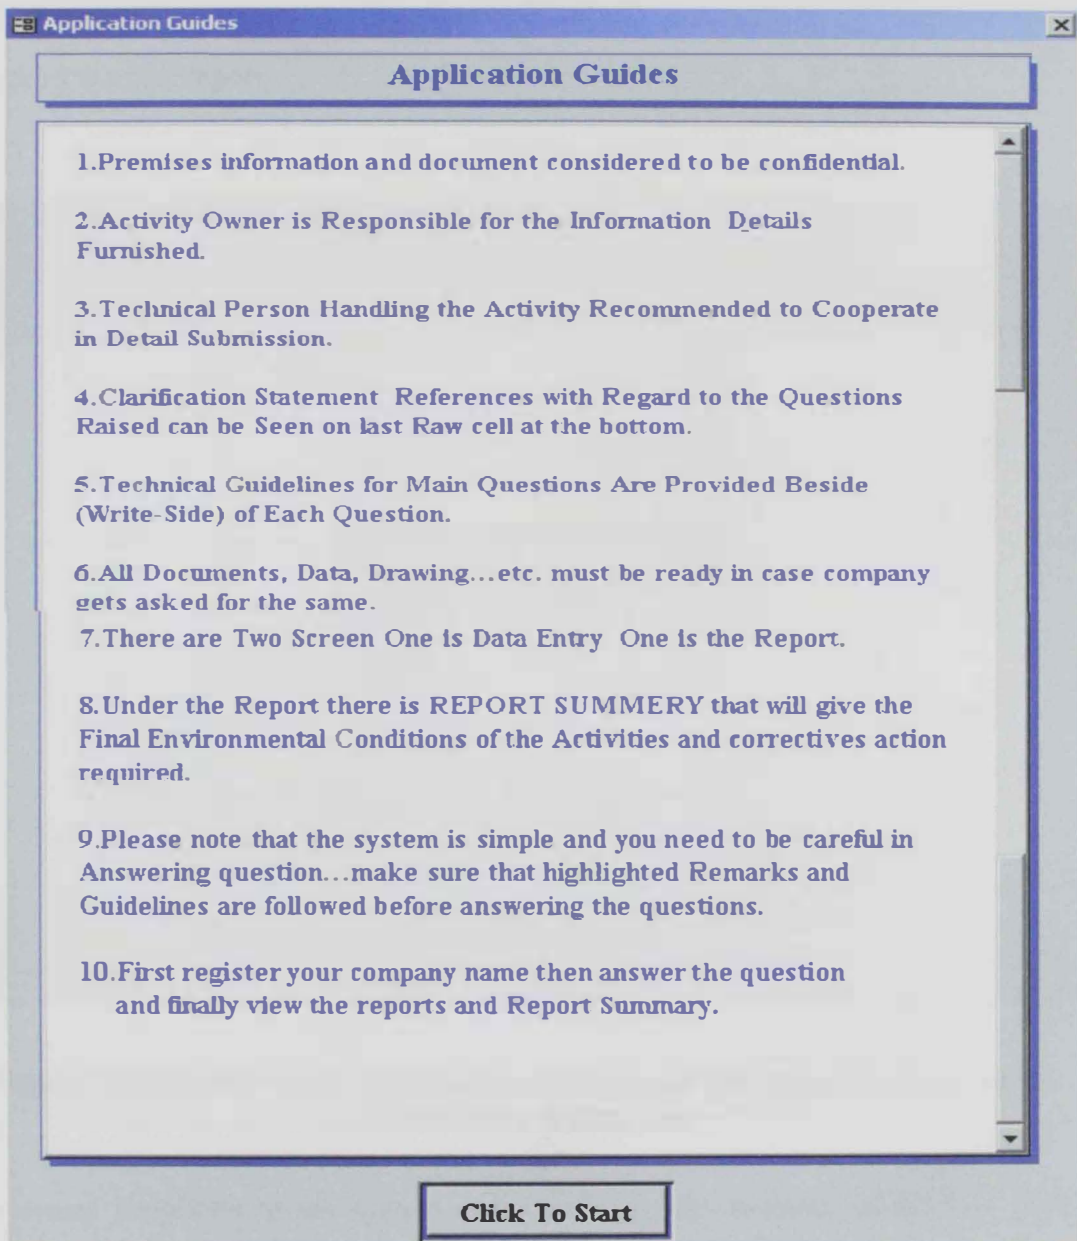 Application Guides
Application Guides
1.Premises information and document considered to be confidential.
2.Activity Owner is Responsible for the Information Details
Furnished.
3.Technical Person Handling the Activity Recommended to Cooperate
in Detail Submission.
4.Clarification Statement References with Regard to the Questions
Raised can be Seen on last Raw cell at the bottom.
5.Technical Guidelines for Main Questions Are Provided Beside
(Write-Side) of Each Question.
6.All Documents, Data, Drawing...etc. must be ready in case company
gets asked for the same.
7.There are Two Screen One is Data Entry One is the Report.
8.Under the Report there is REPORT SUMMERY that will give the
Final Environmental Conditions of the Activities and correctives action
required.
9.Please note that the system is simple and you need to be careful in
Answering question...make sure that highlighted Remarks and
Guidelines are followed before answering the questions.
10.First register your company name then answer the question
and finally view the reports and Report Summary.
Click To Start